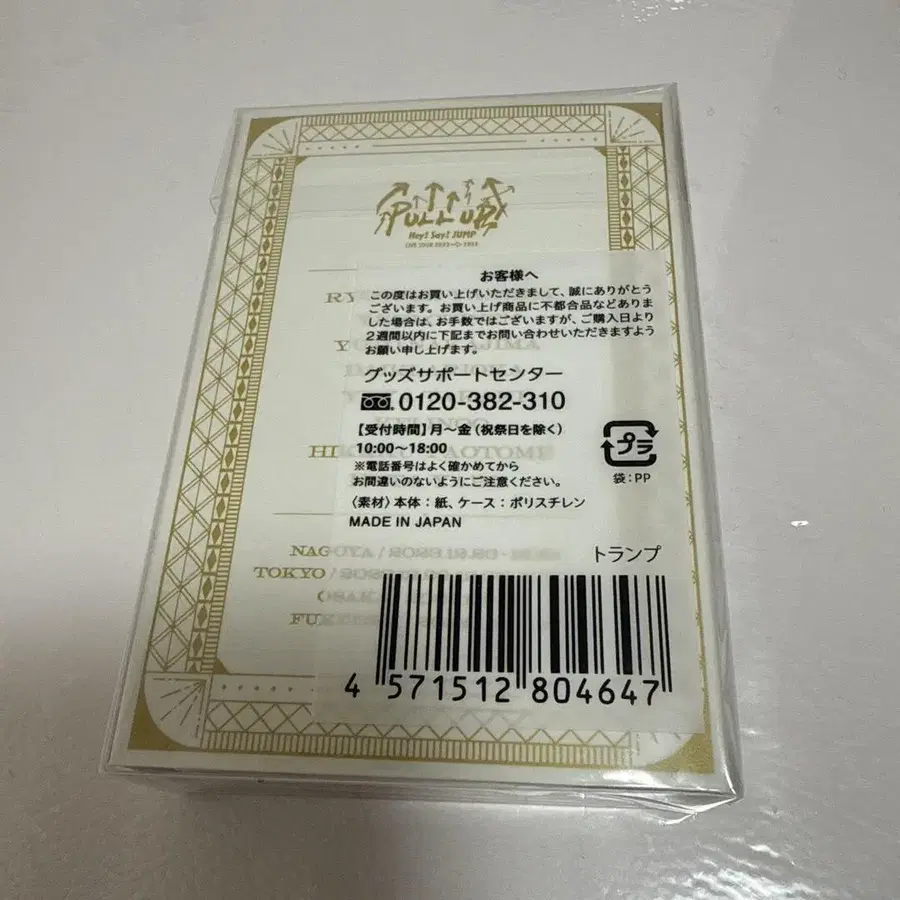 PULL UP!
Hey! Say! JUMP
LIVE TOUR 2023→2024
お客様へ
この度はお買い上げいただきまして、誠にありがとう
ございます。お買い上げ商品に不都合品などありま
した場合は、お手数ではございますが、ご購入日より
2週間以内に下記までお問い合わせいただきますよう
お願い申し上げます。
グッズサポートセンター
0120-382-310
【受付時間】月～金(祝祭日を除く)
10:00～18:00
※電話番号はよく確かめてから
お間違いのないようにご注意ください。
〈素材〉本体:紙、ケース:ポリスチレン
MADE IN JAPAN
プラ
袋:PP
NAGOYA /
TOKYO /
トランプ
4 571512 804647